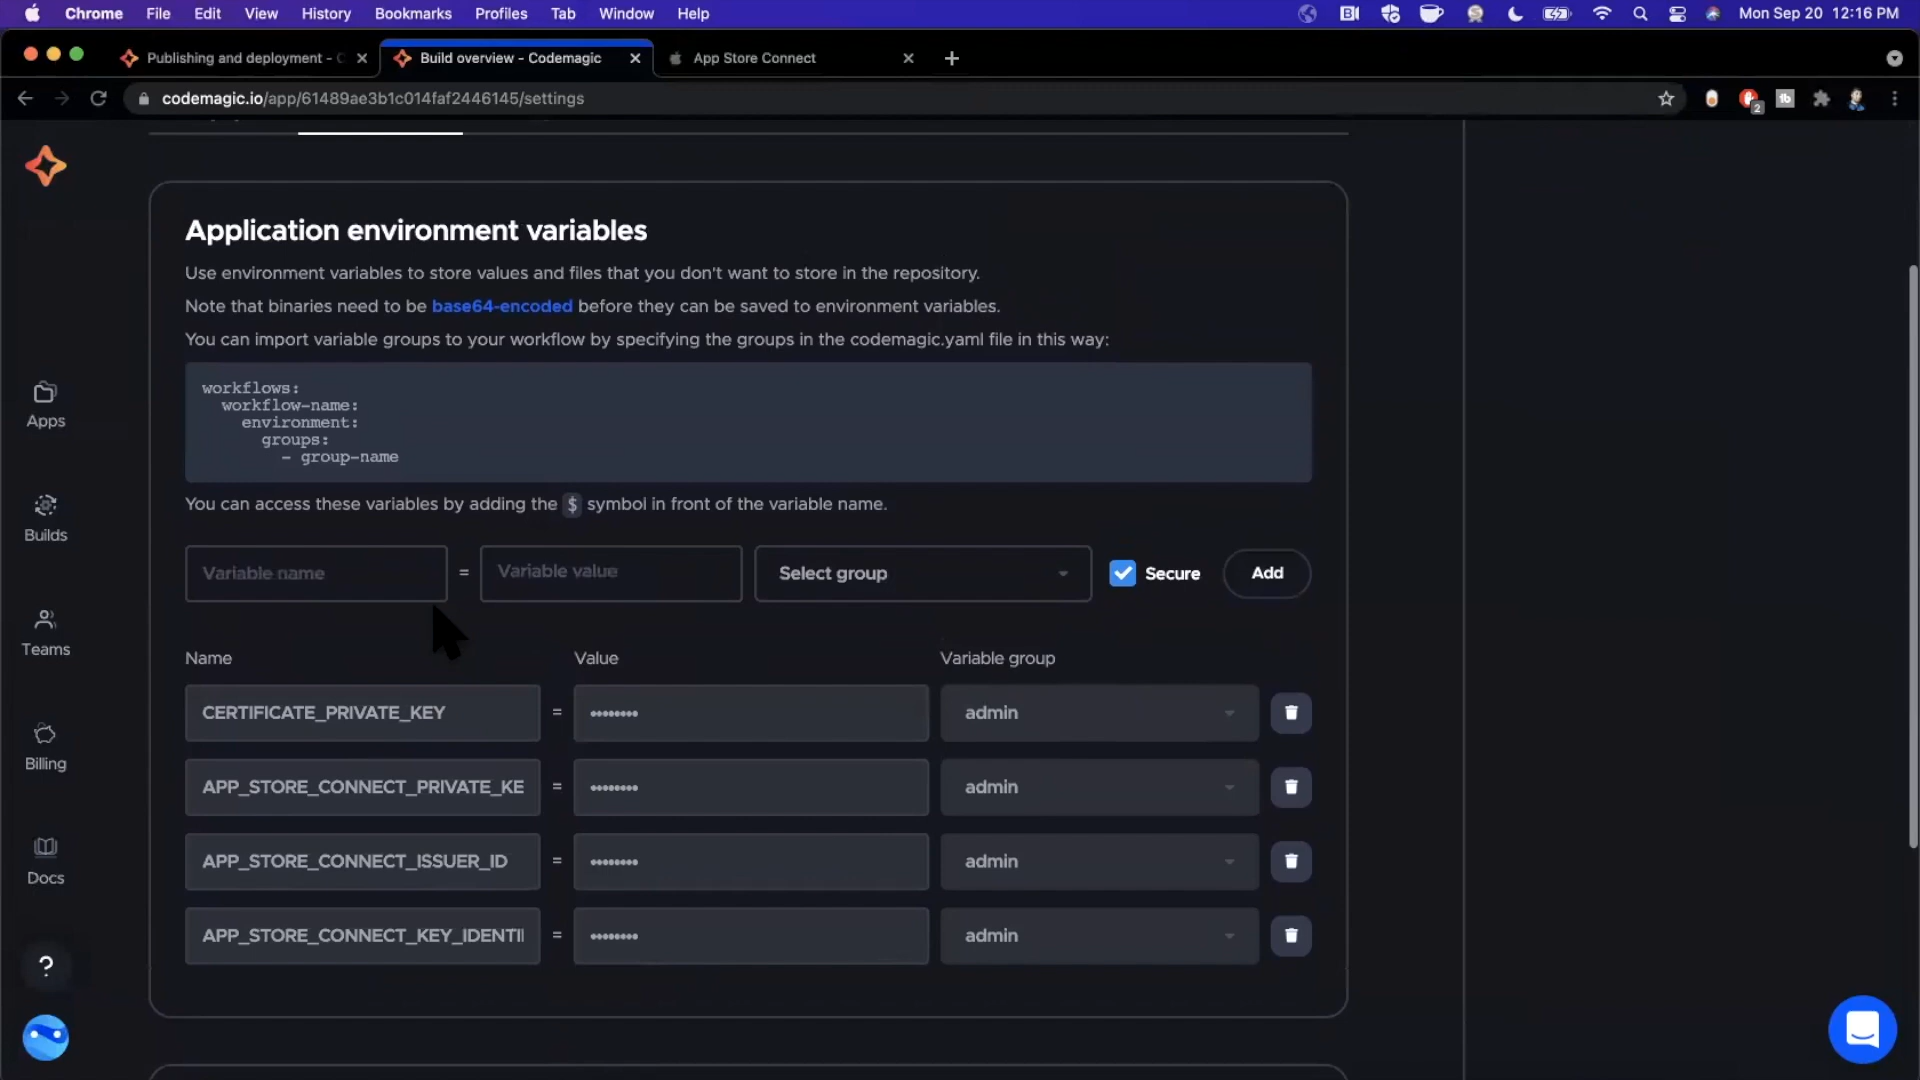 Chrome File Edit View History Bookmarks Profiles Tab Window Help Mon Sep 20 12:16 PM
Publishing and deployment - C
Build overview - Codemagic
App Store Connect
codemagic.io/app/61489ae3b1c014faf2446145/settings
2
tb
Application environment variables
Use environment variables to store values and files that you don't want to store in the repository.
Note that binaries need to be base64-encoded before they can be saved to environment variables.
You can import variable groups to your workflow by specifying the groups in the codemagic.yaml file in this way:
workflows:
workflow-name:
environment:
groups:
- group-name
You can access these variables by adding the $ symbol in front of the variable name.
Variable name = Variable value Select group Secure Add
Name Value Variable group
CERTIFICATE_PRIVATE_KEY = •••••••• admin
APP_STORE_CONNECT_PRIVATE_KE = •••••••• admin
APP_STORE_CONNECT_ISSUER_ID = •••••••• admin
APP_STORE_CONNECT_KEY_IDENTI = •••••••• admin
Apps
Builds
Teams
Billing
Docs
?